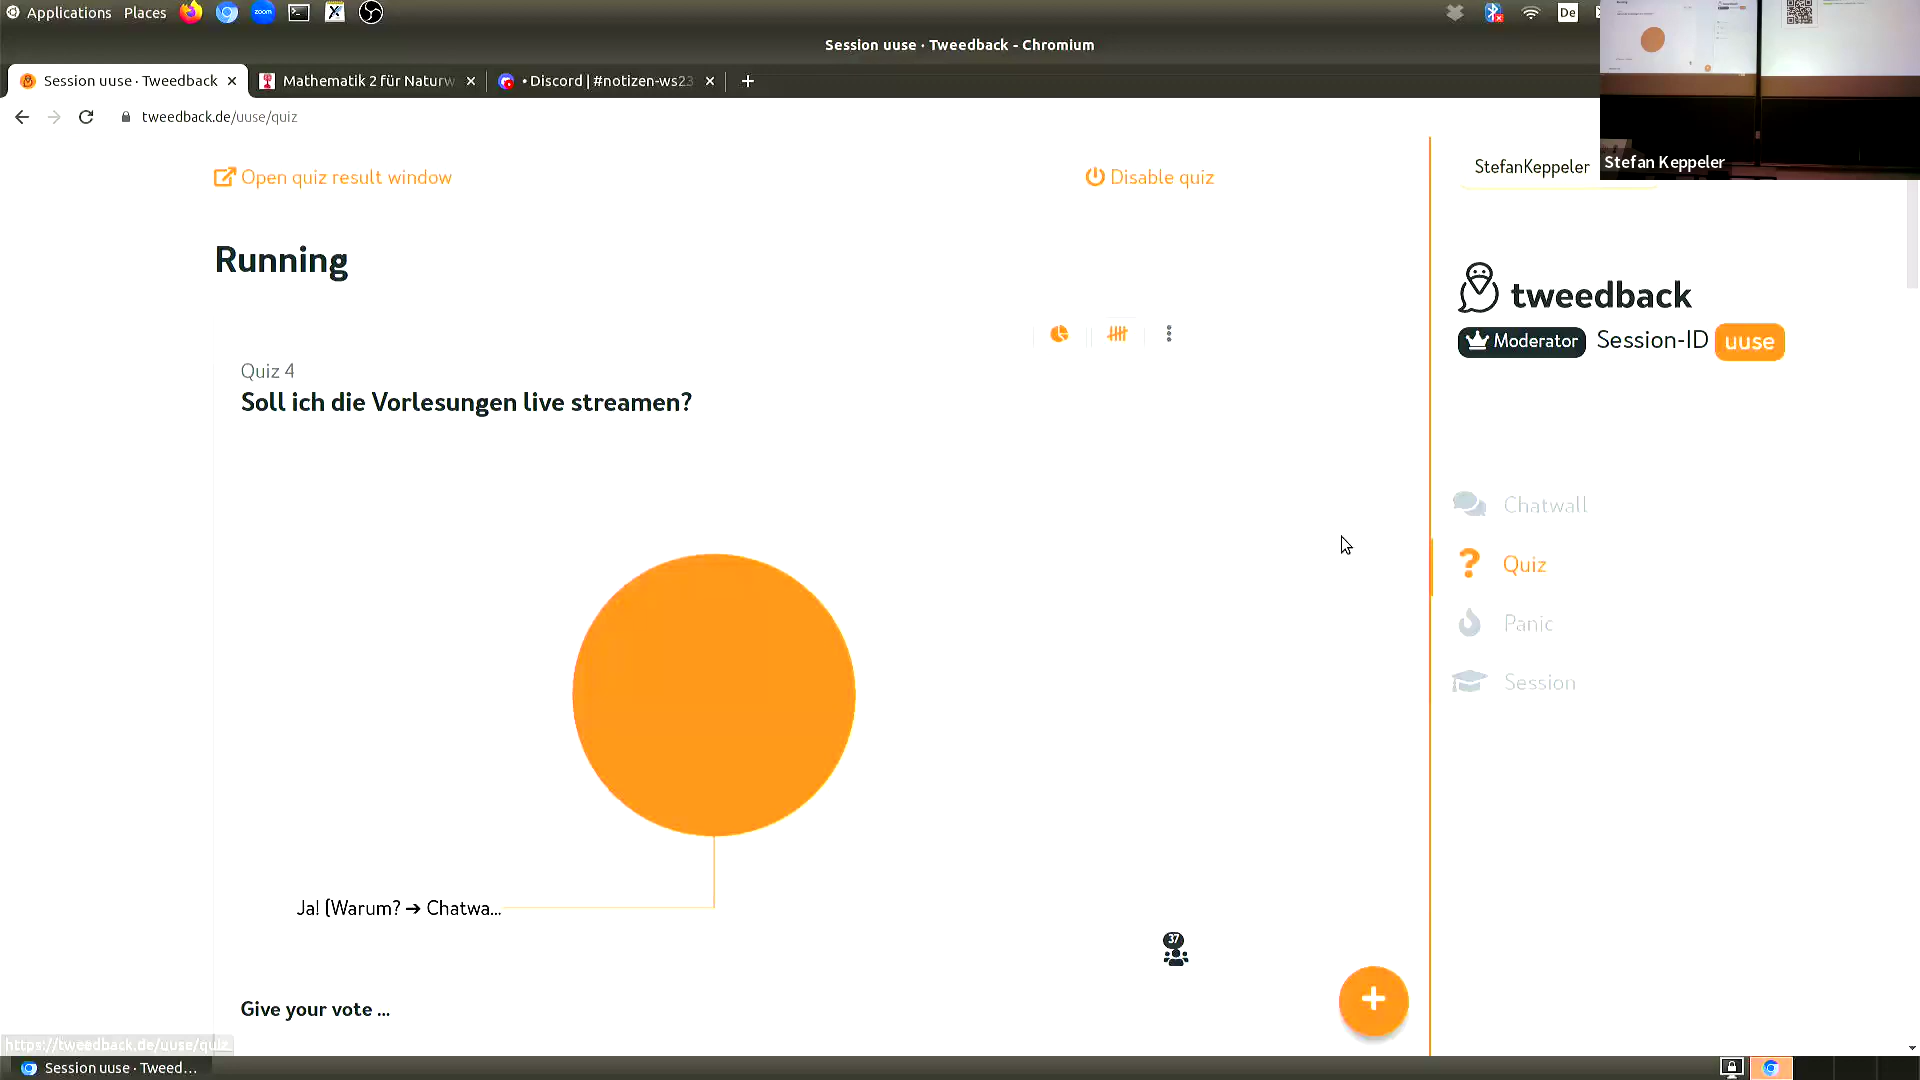 Applications Places
De
Session uuse · Tweedback - Chromium
Session uuse · Tweedback
Mathematik 2 für Naturw
• Discord | #notizen-ws23
tweedback.de/uuse/quiz
Open quiz result window
Disable quiz
StefanKeppeler
Stefan Keppeler
Running
tweedback
Moderator Session-ID uuse
Quiz 4
Soll ich die Vorlesungen live streamen?
Chatwall
Quiz
Panic
Session
Ja! (Warum? ➔ Chatwa...
37
Give your vote ...
https://tweedback.de/uuse/quiz
Session uuse · Tweed...